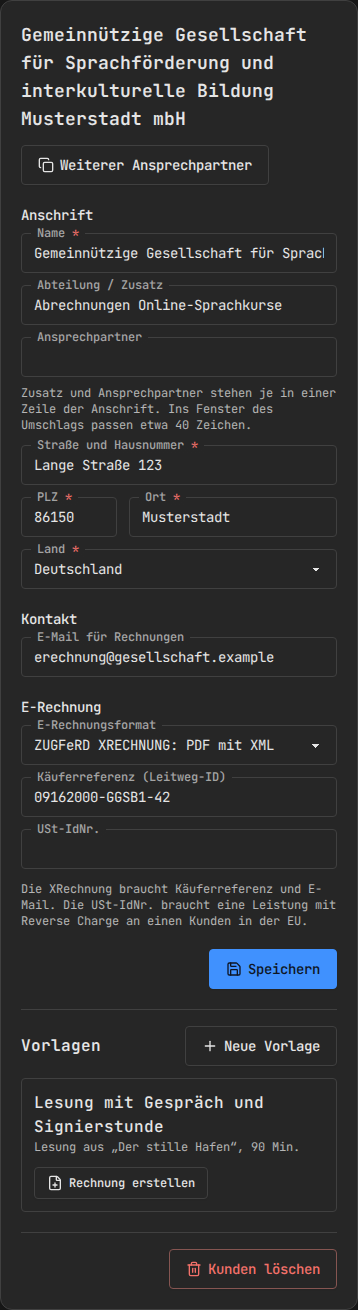 Gemeinnützige Gesellschaft
für Sprachförderung und
interkulturelle Bildung
Musterstadt mbH
Weiterer Ansprechpartner
Anschrift
Name *
Gemeinnützige Gesellschaft für Sprac
Abteilung / Zusatz
Abrechnungen Online-Sprachkurse
Ansprechpartner
Zusatz und Ansprechpartner stehen je in einer
Zeile der Anschrift. Ins Fenster des
Umschlags passen etwa 40 Zeichen.
Straße und Hausnummer *
Lange Straße 123
PLZ * Ort *
86150 Musterstadt
Land *
Deutschland
Kontakt
E-Mail für Rechnungen
erechnung@gesellschaft.example
E-Rechnung
E-Rechnungsformat
ZUGFeRD XRECHNUNG: PDF mit XML
Käuferreferenz (Leitweg-ID)
09162000-GGSB1-42
USt-IdNr.
Die XRechnung braucht Käuferreferenz und E-
Mail. Die USt-IdNr. braucht eine Leistung mit
Reverse Charge an einen Kunden in der EU.
Speichern
Vorlagen
Neue Vorlage
Lesung mit Gespräch und
Signierstunde
Lesung aus „Der stille Hafen“, 90 Min.
Rechnung erstellen
Kunden löschen